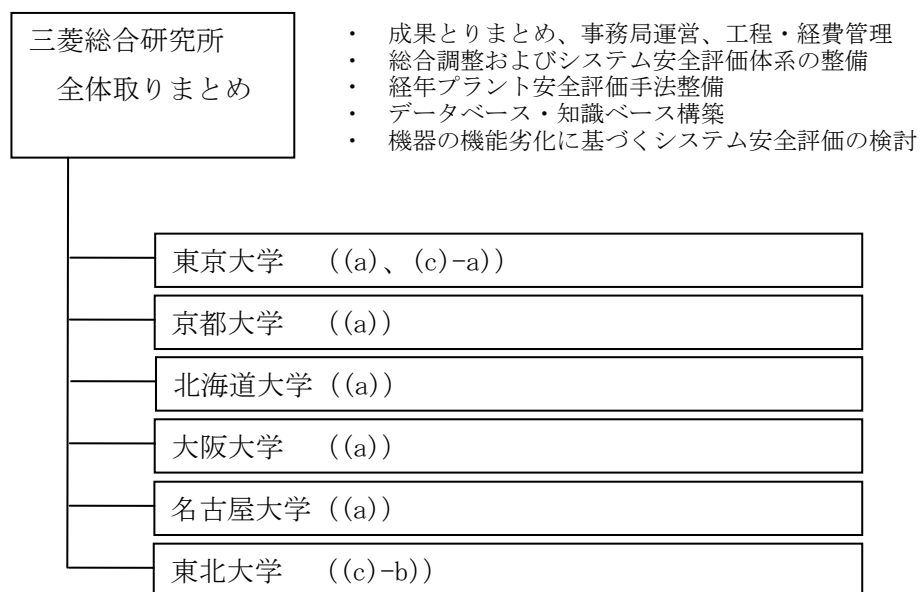 三菱総合研究所
全体取りまとめ
・ 成果とりまとめ、事務局運営、工程・経費管理
・ 総合調整およびシステム安全評価体系の整備
・ 経年プラント安全評価手法整備
・ データベース・知識ベース構築
・ 機器の機能劣化に基づくシステム安全評価の検討
東京大学 ((a)、(c)-a))
京都大学 ((a))
北海道大学 ((a))
大阪大学 ((a))
名古屋大学 ((a))
東北大学 ((c)-b))